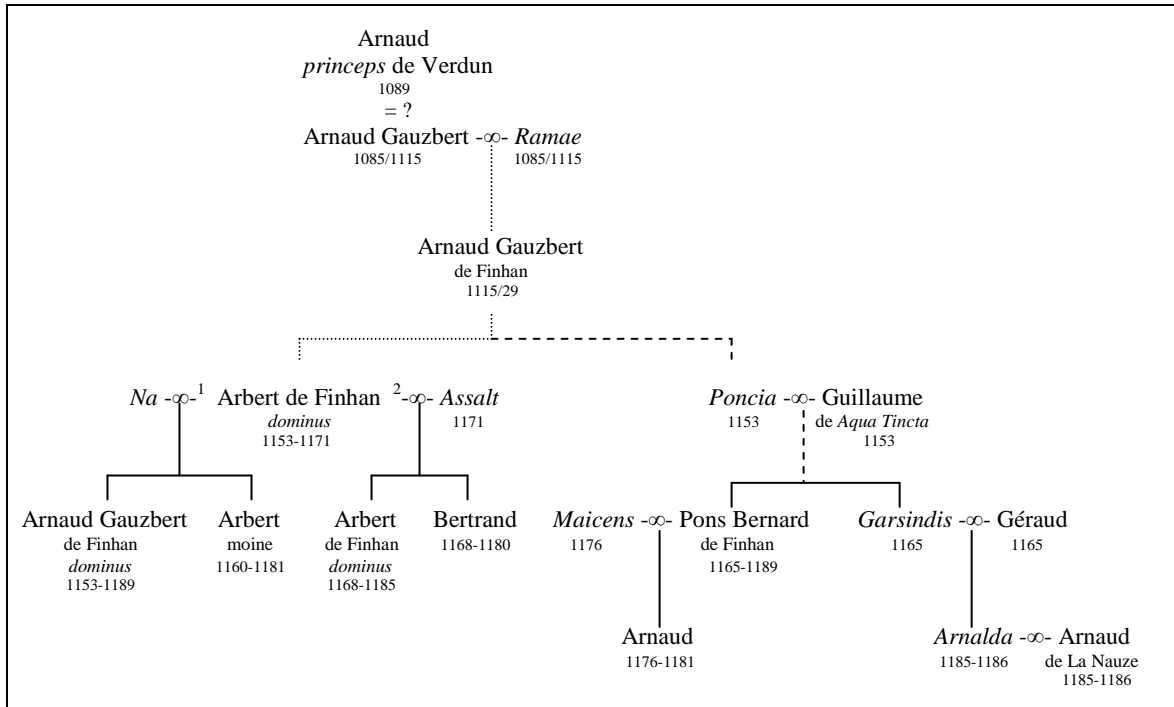 Arnaud
princeps de Verdun
1089
= ?
Arnaud Gauzbert -∞- Ramae
1085/1115 1085/1115
Arnaud Gauzbert
de Finhan
1115/29
Na -∞-¹ Arbert de Finhan ²-∞- Assalt
dominus 1171
1153-1171
Poncia -∞- Guillaume
1153 de Aqua Tincta
1153
Arnaud Gauzbert
de Finhan
dominus
1153-1189
Arbert
moine
1160-1181
Arbert
de Finhan
dominus
1168-1185
Bertrand
1168-1180
Maicens -∞- Pons Bernard
1176 de Finhan
1165-1189
Garsindis -∞- Géraud
1165 1165
Arnaud
1176-1181
Arnalda -∞- Arnaud
1185-1186 de La Nauze
1185-1186